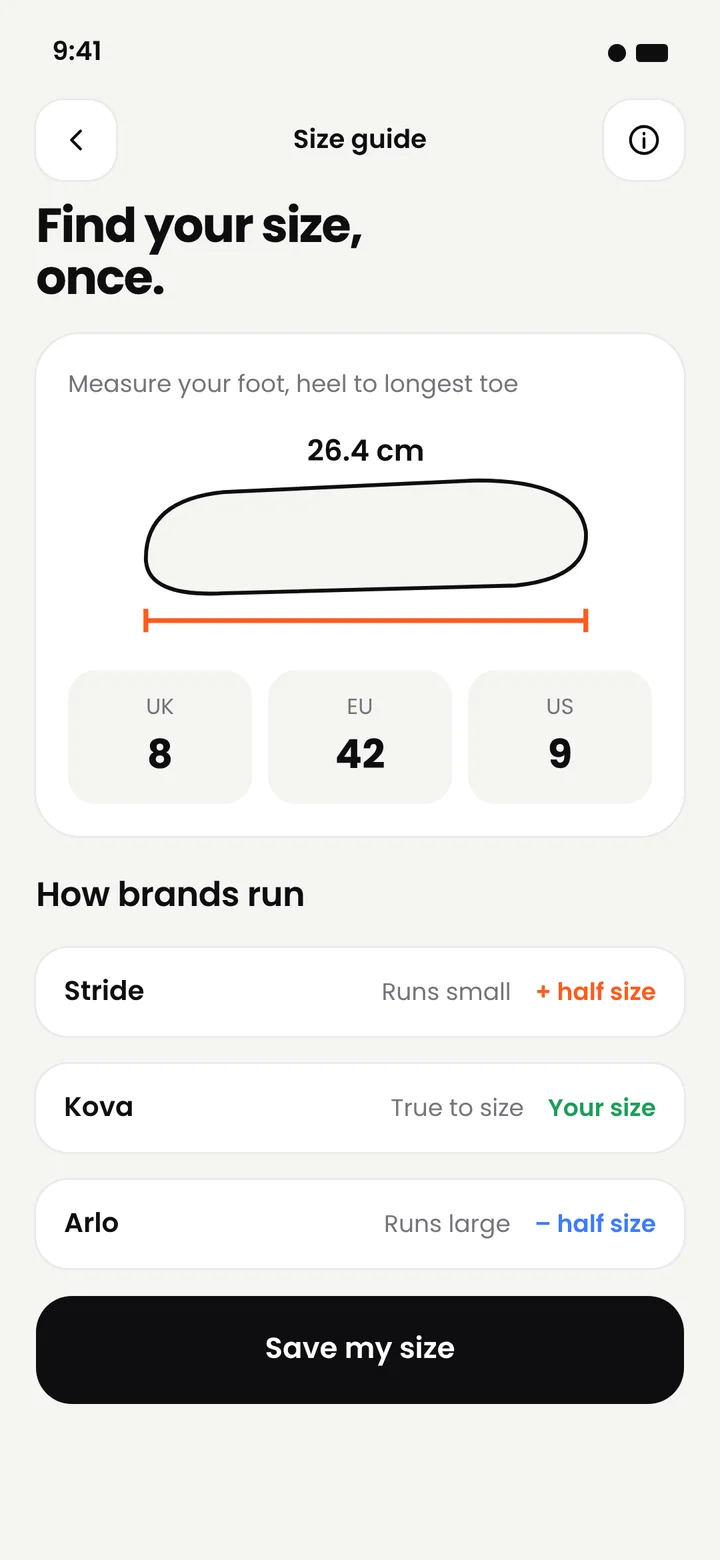 9:41
Size guide
Find your size,
once.
Measure your foot, heel to longest toe
26.4 cm
UK EU US
8 42 9
How brands run
Stride Runs small + half size
Kova True to size Your size
Arlo Runs large – half size
Save my size